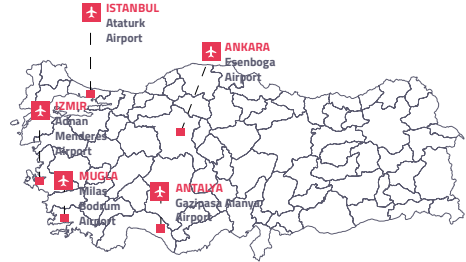 ISTANBUL
Ataturk
Airport
ANKARA
Esenboga
Airport
IZMIR
Adnan
Menderes
Airport
MUGLA
Milas
Bodrum
Airport
ANTALYA
Gazipasa Alanya
Airport